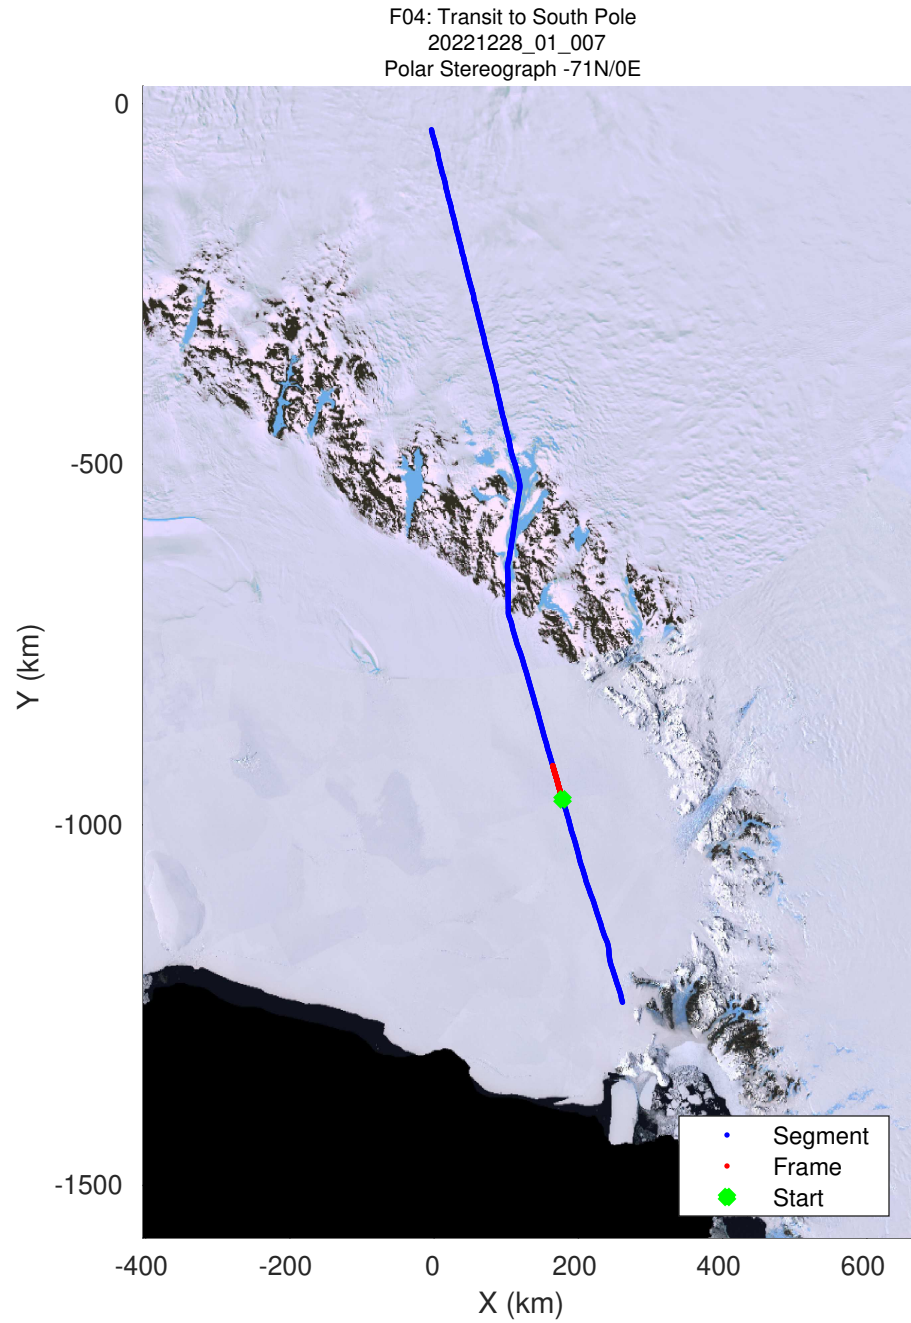 F04: Transit to South Pole
20221228_01_007
Polar Stereograph -71N/0E
0
-500
-1000
-1500
Y (km)
-400
-200
0
200
400
600
X (km)
Segment
Frame
Start